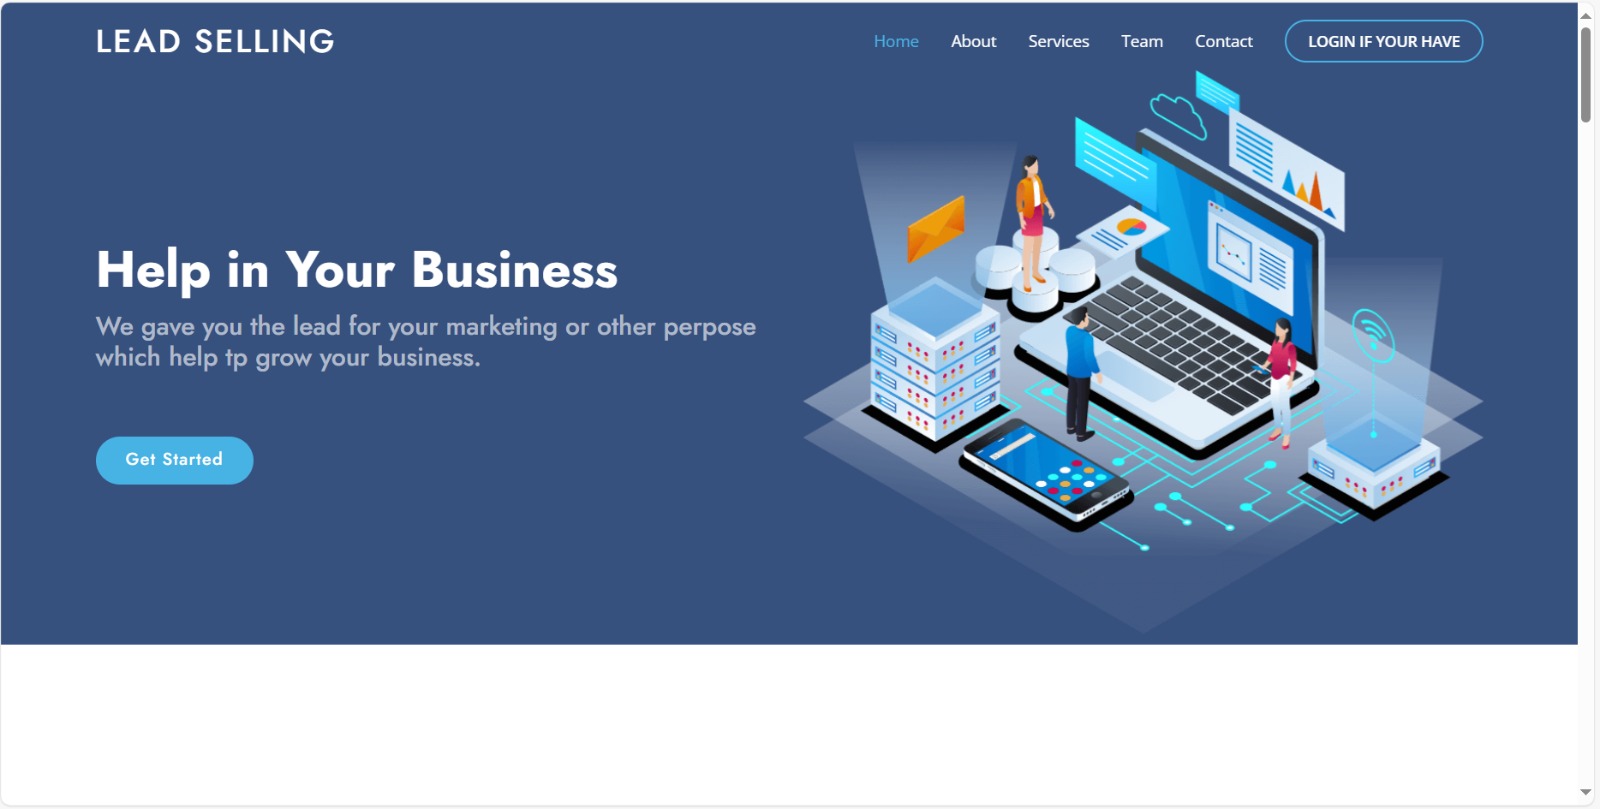 LEAD SELLING
Home
About
Services
Team
Contact
LOGIN IF YOUR HAVE
Help in Your Business
We gave you the lead for your marketing or other perpose
which help tp grow your business.
Get Started